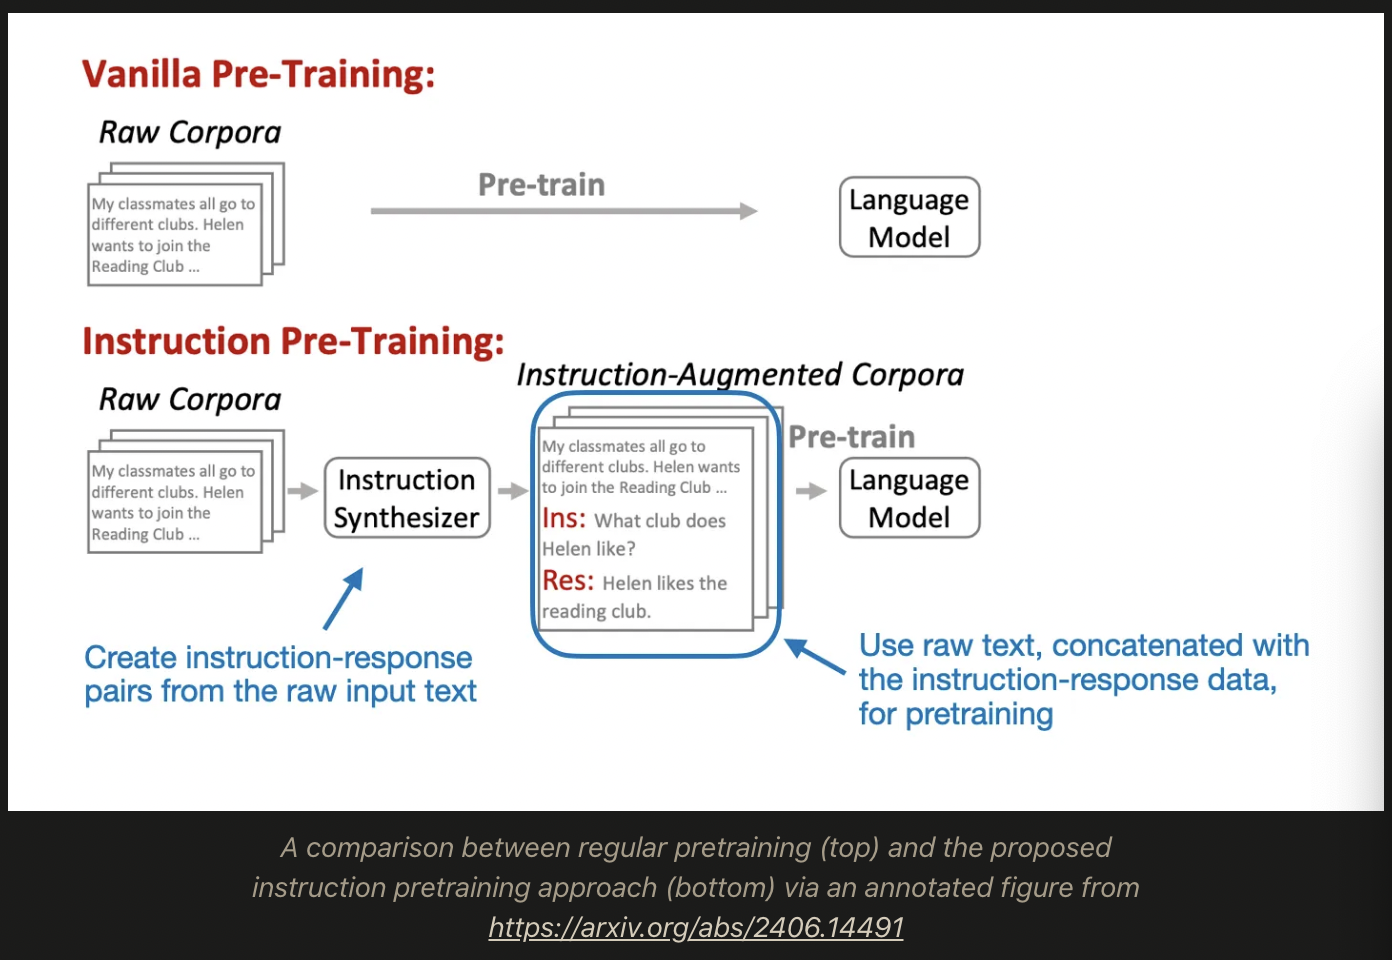 Vanilla Pre-Training:
Raw Corpora
My classmates all go to
different clubs. Helen
wants to join the
Reading Club ...
Pre-train
Language
Model
Instruction Pre-Training:
Raw Corpora
My classmates all go to
different clubs. Helen
wants to join the
Reading Club ...
Instruction
Synthesizer
Instruction-Augmented Corpora
My classmates all go to
different clubs. Helen wants
to join the Reading Club ...
Ins: What club does
Helen like?
Res: Helen likes the
reading club.
Pre-train
Language
Model
Create instruction-response
pairs from the raw input text
Use raw text, concatenated with
the instruction-response data,
for pretraining
A comparison between regular pretraining (top) and the proposed
instruction pretraining approach (bottom) via an annotated figure from
https://arxiv.org/abs/2406.14491